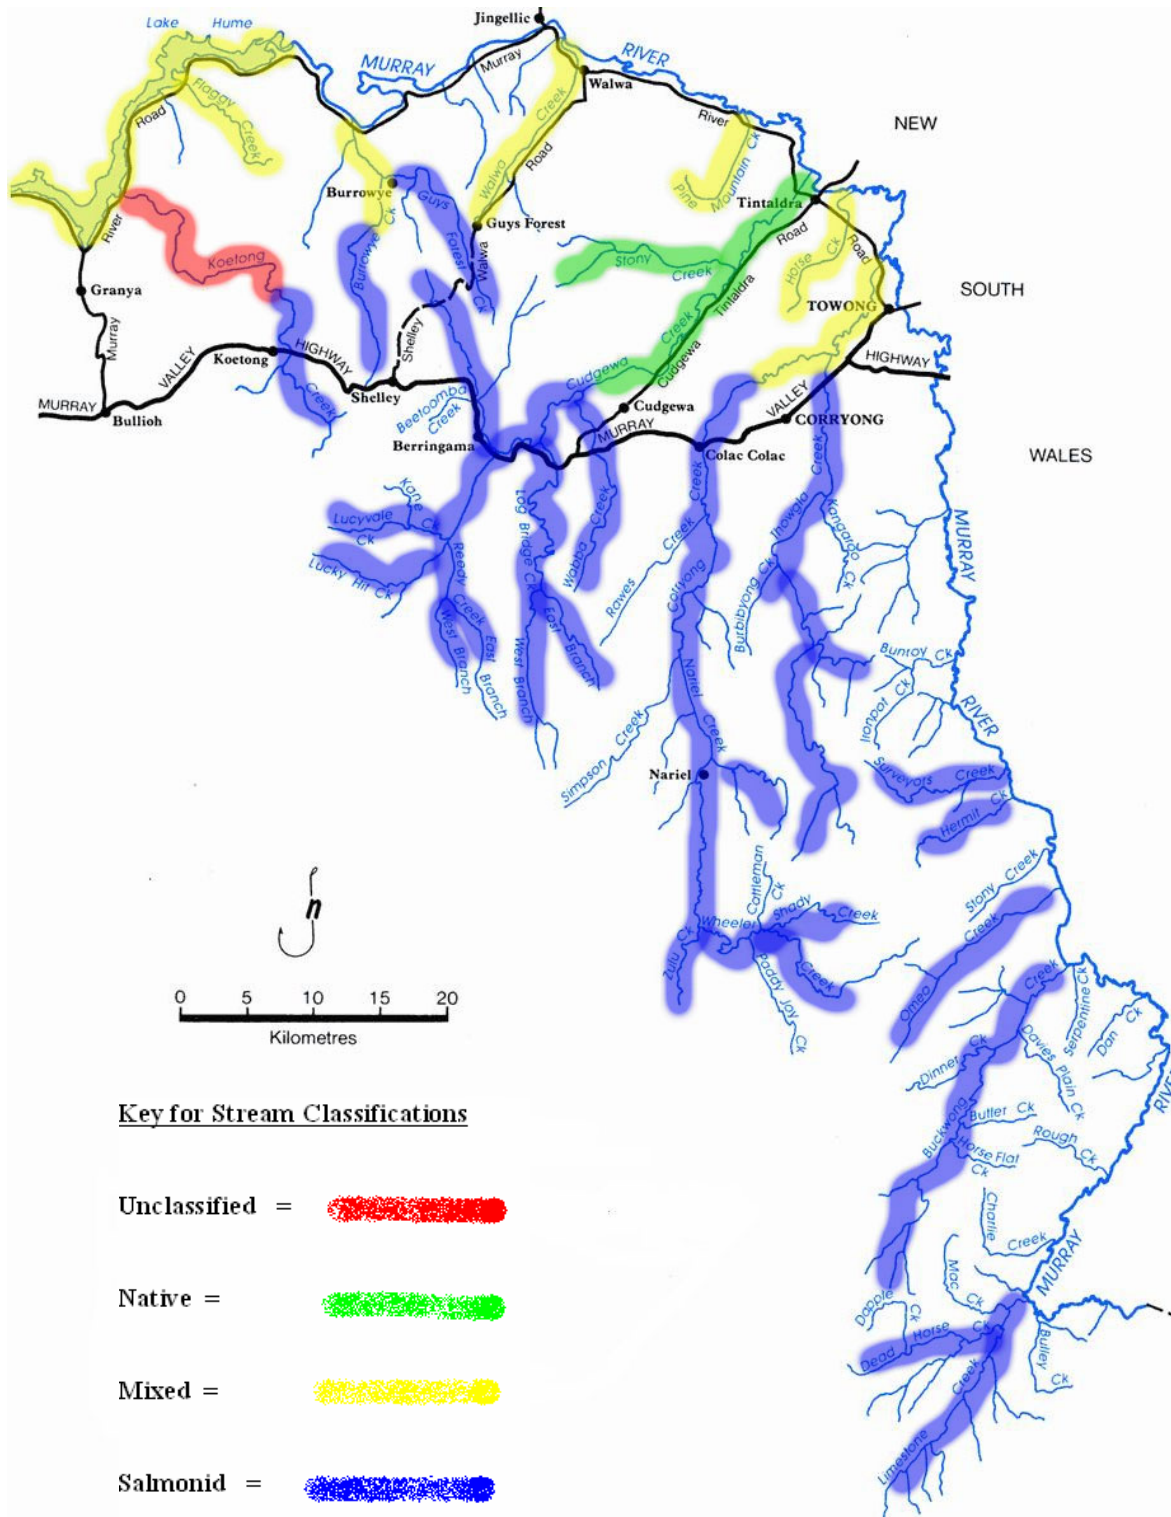 Lake Hume
Jingellic
MURRAY
Murray
RIVER
Walwa
Flaggy
Creek
Road
River
NEW
Walwa
Creek
Road
Pine
Mountain
Ck
Burrowye
Guys
Forest
Ck
Guys Forest
Walwa
Tintaldra
Road
River
Koetong
Burrowye
Ck
Stony
Creek
Horse
Ck
Road
Granya
SOUTH
TOWONG
Tintaldra
Creek
Murray
Shelley
Koetong
HIGHWAY
VALLEY
Cudgewa
Cudgewa
HIGHWAY
Creek
Shelley
VALLEY
MURRAY
Bullioh
Beetoomba
Creek
Cudgewa
CORRYONG
Berringama
MURRAY
Colac Colac
WALES
Creek
Creek
Kane
Ck
Lucyvale
Ck
Lucky Hit Ck
Reedy
Creek
West
Branch
East
Branch
Log Bridge Ck
West Branch
East
Branch
Wabba
Creek
Rawes
Creek
Corryong
Thowgla
Kangaroo
Ck
Burbibyong
Ck
MURRAY
Buntoy Ck
Ironpot
Ck
RIVER
Nariel
Creek
Simpson
Creek
Nariel
Surveyors
Creek
Hermit
Ck
Cattleman
Ck
Shady
Creek
Wheeler
Creek
Zulu
Ck
Paddy Joy
Ck
Stony Creek
Omeo
Creek
n
0 5 10 15 20
Kilometres
Creek
Serpentine Ck
Dan
Ck
Davies
Plain
Ck
Dinner
Ck
RIVER
Buckwong
Butler Ck
Horse Flat
Ck
Rough
Ck
Charlie
Creek
MURRAY
Mac
Ck
Dapple
Ck
Dead
Horse
Ck
Bulley
Ck
Limestone
Creek
Key for Stream Classifications
Unclassified =
Native =
Mixed =
Salmonid =